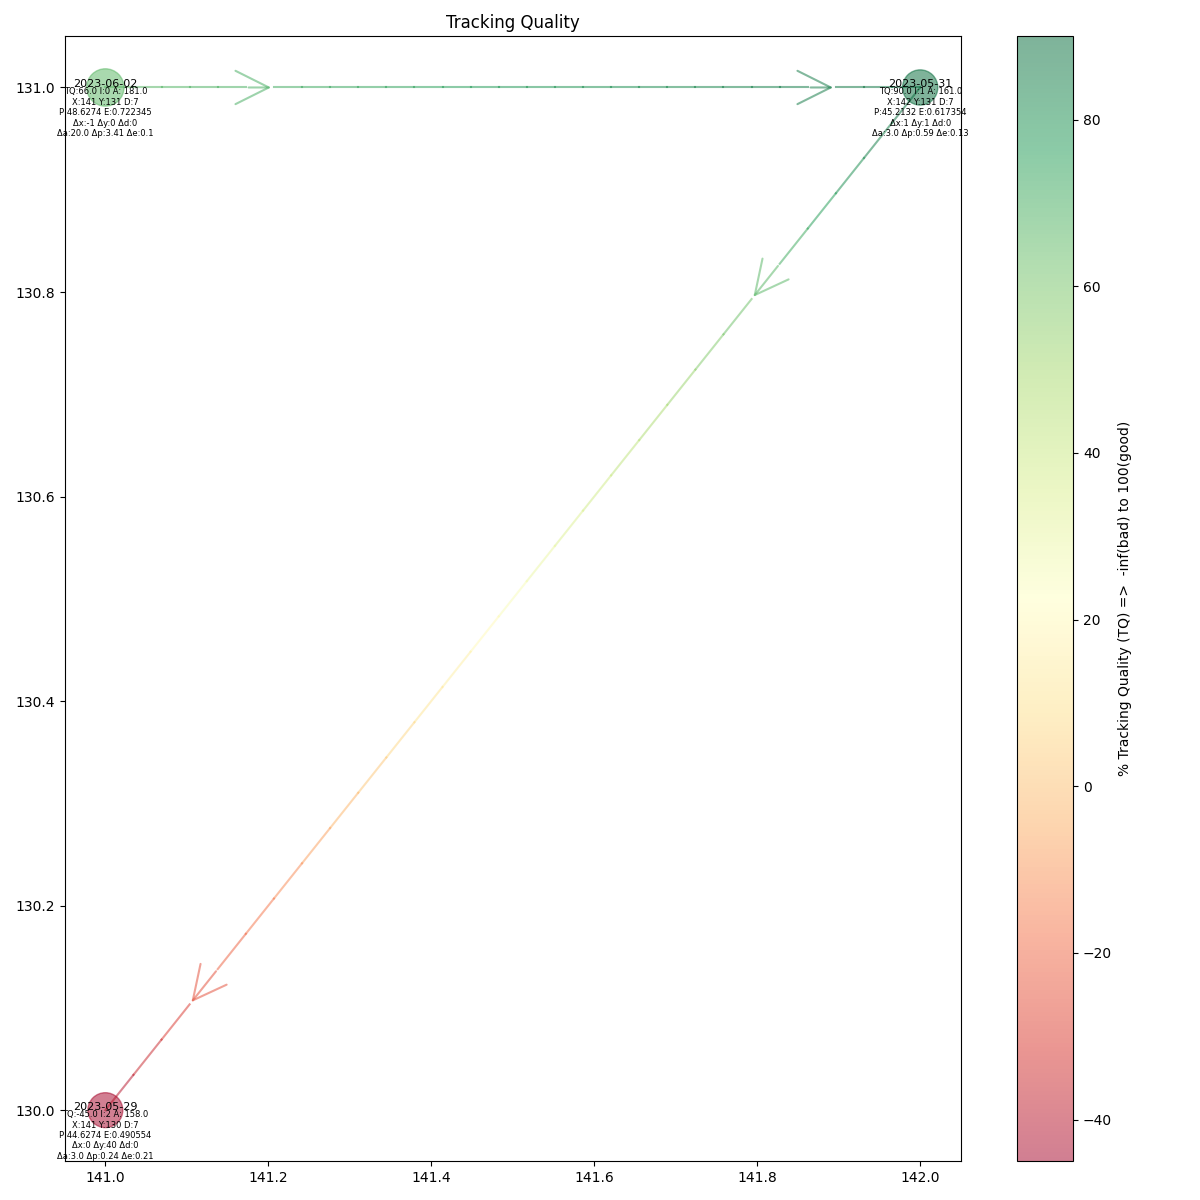 Tracking Quality
131.0
130.8
130.6
130.4
130.2
130.0
2023-06-02
TQ:66.0 I:0 A: 181.0
X:141 Y:131 D:7
P:48.6274 E:0.722345
Δx:-1 Δy:0 Δd:0
Δa:20.0 Δp:3.41 Δe:0.1
2023-05-31
TQ:90.0 I:1 A: 161.0
X:142 Y:131 D:7
P:45.2132 E:0.617354
Δx:1 Δy:1 Δd:0
Δa:3.0 Δp:0.59 Δe:0.13
2023-05-29
TQ:-45.0 I:2 A: 158.0
X:141 Y:130 D:7
P:44.6274 E:0.490554
Δx:0 Δy:40 Δd:0
Δa:3.0 Δp:0.24 Δe:0.21
141.0
141.2
141.4
141.6
141.8
142.0
80
60
40
20
0
−20
−40
% Tracking Quality (TQ) => -inf(bad) to 100(good)